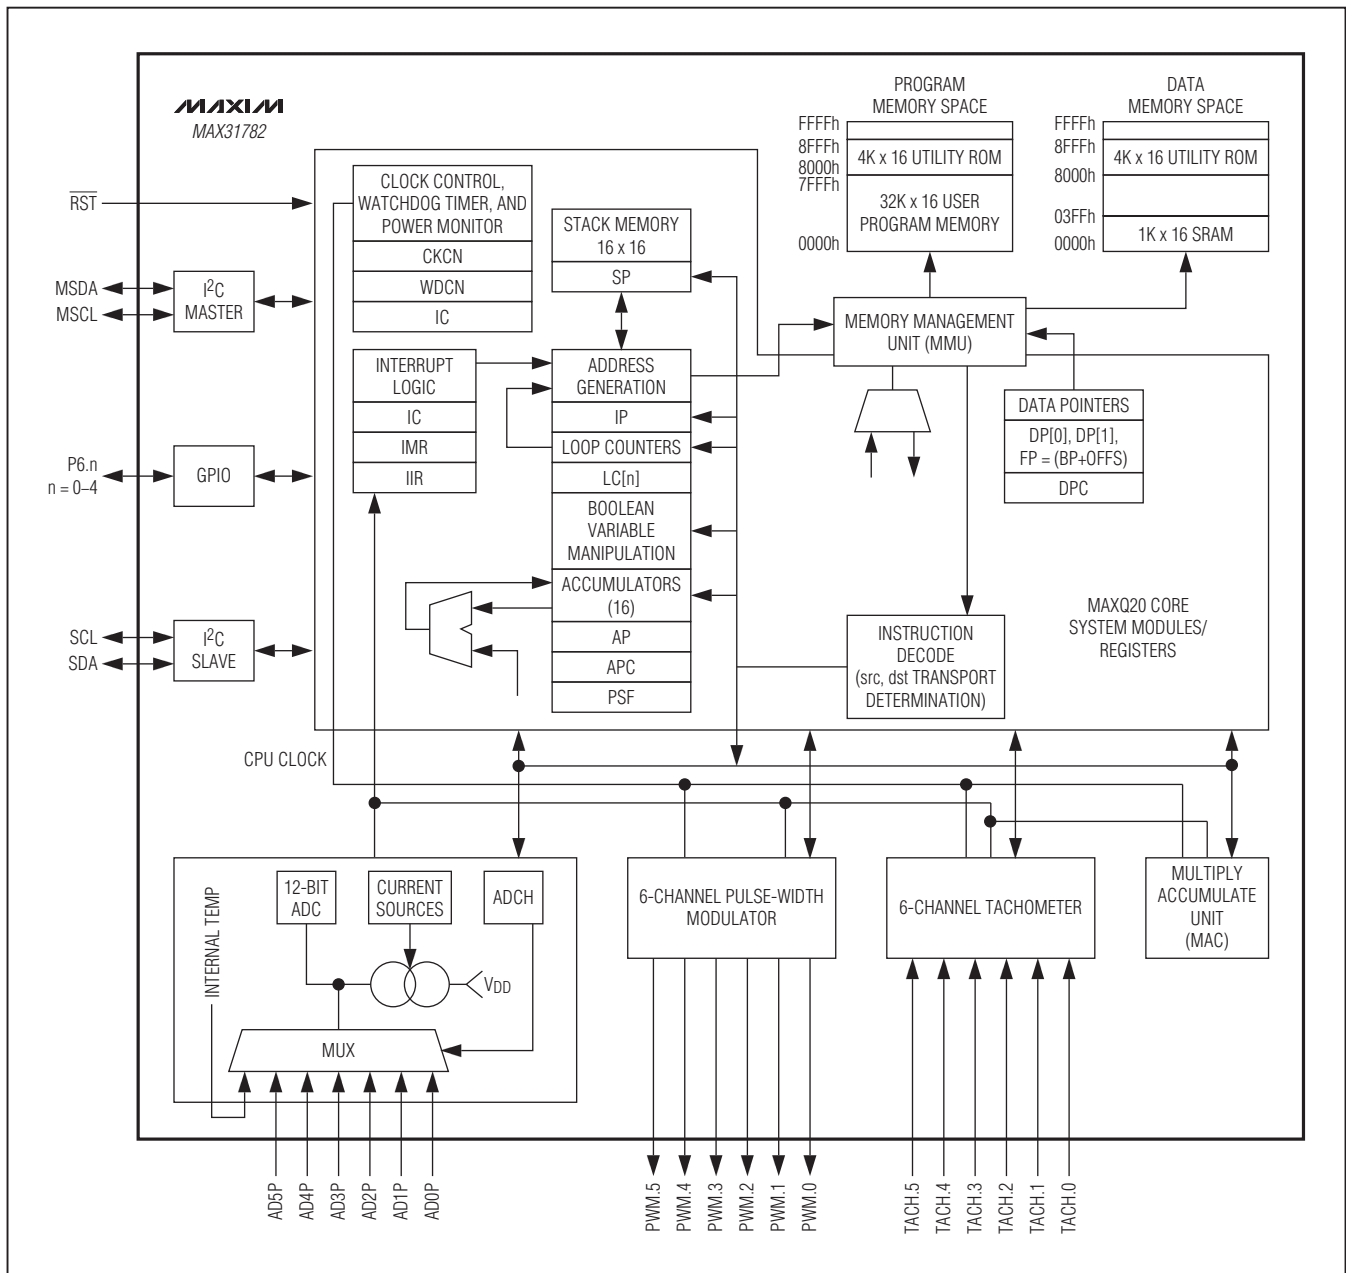 MAXIM
MAX31782
PROGRAM
MEMORY SPACE
FFFFh
8FFFh
8000h
7FFFh
0000h
4K x 16 UTILITY ROM
32K x 16 USER
PROGRAM MEMORY
DATA
MEMORY SPACE
FFFFh
8FFFh
8000h
03FFh
0000h
4K x 16 UTILITY ROM
1K x 16 SRAM
RST
MSDA
MSCL
I2C
MASTER
P6.n
n = 0–4
GPIO
SCL
SDA
I2C
SLAVE
CLOCK CONTROL,
WATCHDOG TIMER, AND
POWER MONITOR
CKCN
WDCN
IC
INTERRUPT
LOGIC
IC
IMR
IIR
STACK MEMORY
16 x 16
SP
ADDRESS
GENERATION
IP
LOOP COUNTERS
LC[n]
BOOLEAN
VARIABLE
MANIPULATION
ACCUMULATORS
(16)
AP
APC
PSF
MEMORY MANAGEMENT
UNIT (MMU)
DATA POINTERS
DP[0], DP[1],
FP = (BP+OFFS)
DPC
INSTRUCTION
DECODE
(src, dst TRANSPORT
DETERMINATION)
MAXQ20 CORE
SYSTEM MODULES/
REGISTERS
CPU CLOCK
INTERNAL TEMP
12-BIT
ADC
CURRENT
SOURCES
ADCH
VDD
MUX
6-CHANNEL PULSE-WIDTH
MODULATOR
6-CHANNEL TACHOMETER
MULTIPLY
ACCUMULATE
UNIT
(MAC)
AD5P
AD4P
AD3P
AD2P
AD1P
AD0P
PWM.5
PWM.4
PWM.3
PWM.2
PWM.1
PWM.0
TACH.5
TACH.4
TACH.3
TACH.2
TACH.1
TACH.0